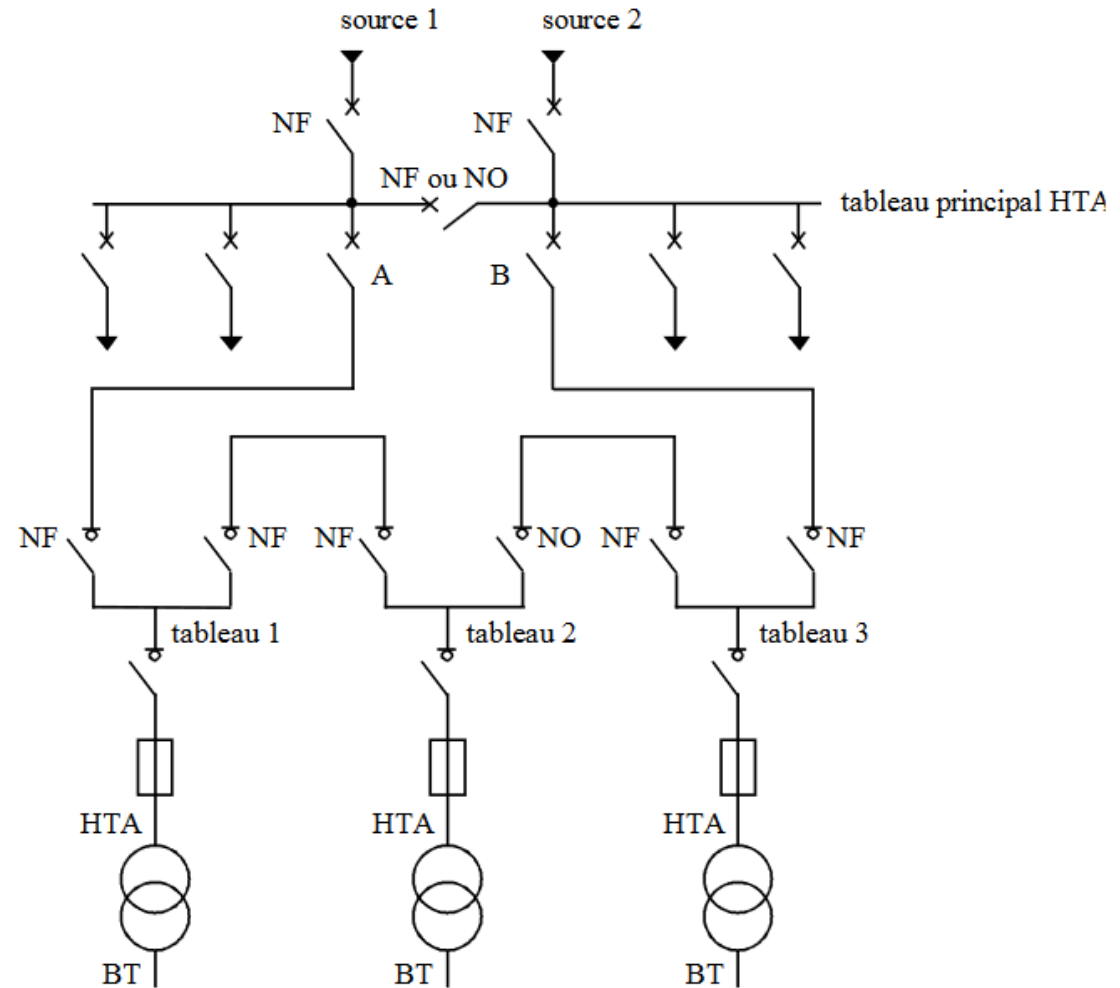 source 1
source 2
NF
NF
NF ou NO
tableau principal HTA
A
B
NF
NF
NF
NO
NF
NF
tableau 1
tableau 2
tableau 3
HTA
HTA
HTA
BT
BT
BT